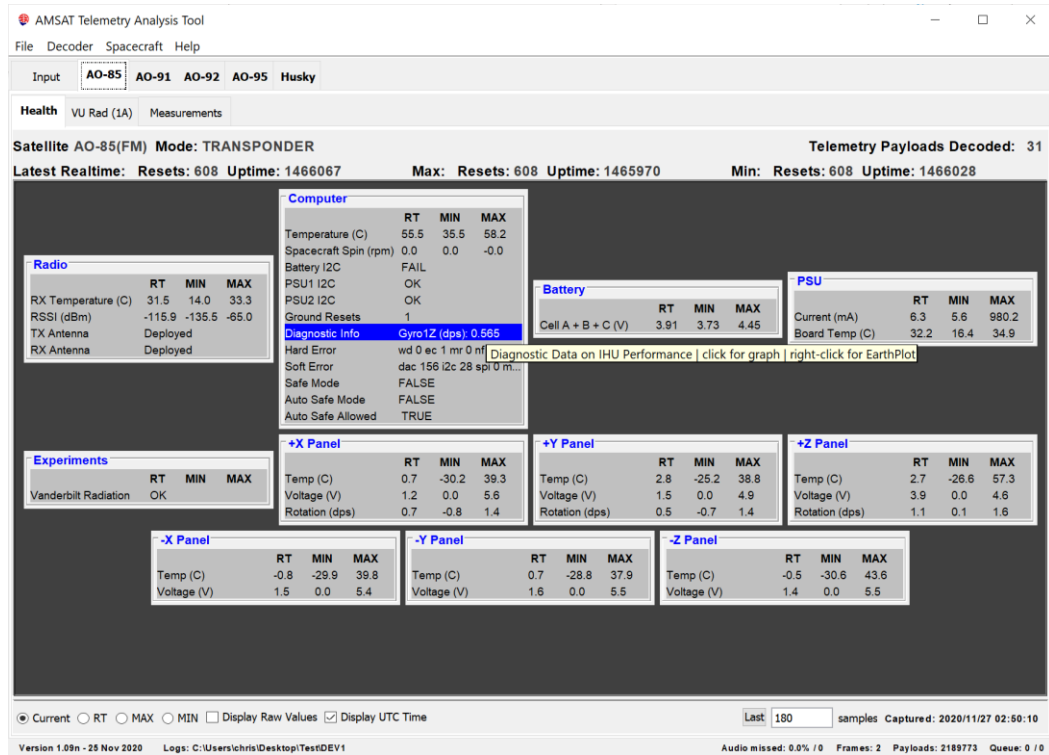 AMSAT Telemetry Analysis Tool
File Decoder Spacecraft Help
Input AO-85 AO-91 AO-92 AO-95 Husky
Health VU Rad (1A) Measurements
Satellite AO-85(FM) Mode: TRANSPONDER Telemetry Payloads Decoded: 31
Latest Realtime: Resets: 608 Uptime: 1466067 Max: Resets: 608 Uptime: 1465970 Min: Resets: 608 Uptime: 1466028
Radio
RT MIN MAX
RX Temperature (C) 31.5 14.0 33.3
RSSI (dBm) -115.9 -135.5 -65.0
TX Antenna Deployed
RX Antenna Deployed
Computer
RT MIN MAX
Temperature (C) 55.5 35.5 58.2
Spacecraft Spin (rpm) 0.0 0.0 -0.0
Battery I2C FAIL
PSU1 I2C OK
PSU2 I2C OK
Ground Resets 1
Diagnostic Info Gyro1Z (dps): 0.565
Hard Error wd 0 ec 1 mr 0 nf
Soft Error dac 156 i2c 28 spi 0 m...
Safe Mode FALSE
Auto Safe Mode FALSE
Auto Safe Allowed TRUE
Diagnostic Data on IHU Performance | click for graph | right-click for EarthPlot
Battery
RT MIN MAX
Cell A + B + C (V) 3.91 3.73 4.45
PSU
RT MIN MAX
Current (mA) 6.3 5.6 980.2
Board Temp (C) 32.2 16.4 34.9
Experiments
RT MIN MAX
Vanderbilt Radiation OK
+X Panel
RT MIN MAX
Temp (C) 0.7 -30.2 39.3
Voltage (V) 1.2 0.0 5.6
Rotation (dps) 0.7 -0.8 1.4
+Y Panel
RT MIN MAX
Temp (C) 2.8 -25.2 38.8
Voltage (V) 1.5 0.0 4.9
Rotation (dps) 0.5 -0.7 1.4
+Z Panel
RT MIN MAX
Temp (C) 2.7 -26.6 57.3
Voltage (V) 3.9 0.0 4.6
Rotation (dps) 1.1 0.1 1.6
-X Panel
RT MIN MAX
Temp (C) -0.8 -29.9 39.8
Voltage (V) 1.5 0.0 5.4
-Y Panel
RT MIN MAX
Temp (C) 0.7 -28.8 37.9
Voltage (V) 1.6 0.0 5.5
-Z Panel
RT MIN MAX
Temp (C) -0.5 -30.6 43.6
Voltage (V) 1.4 0.0 5.5
Current RT MAX MIN Display Raw Values Display UTC Time Last 180 samples Captured: 2020/11/27 02:50:10
Version 1.09n - 25 Nov 2020 Logs: C:\Users\chris\Desktop\Test\DEV1 Audio missed: 0.0% / 0 Frames: 2 Payloads: 2189773 Queue: 0 / 0